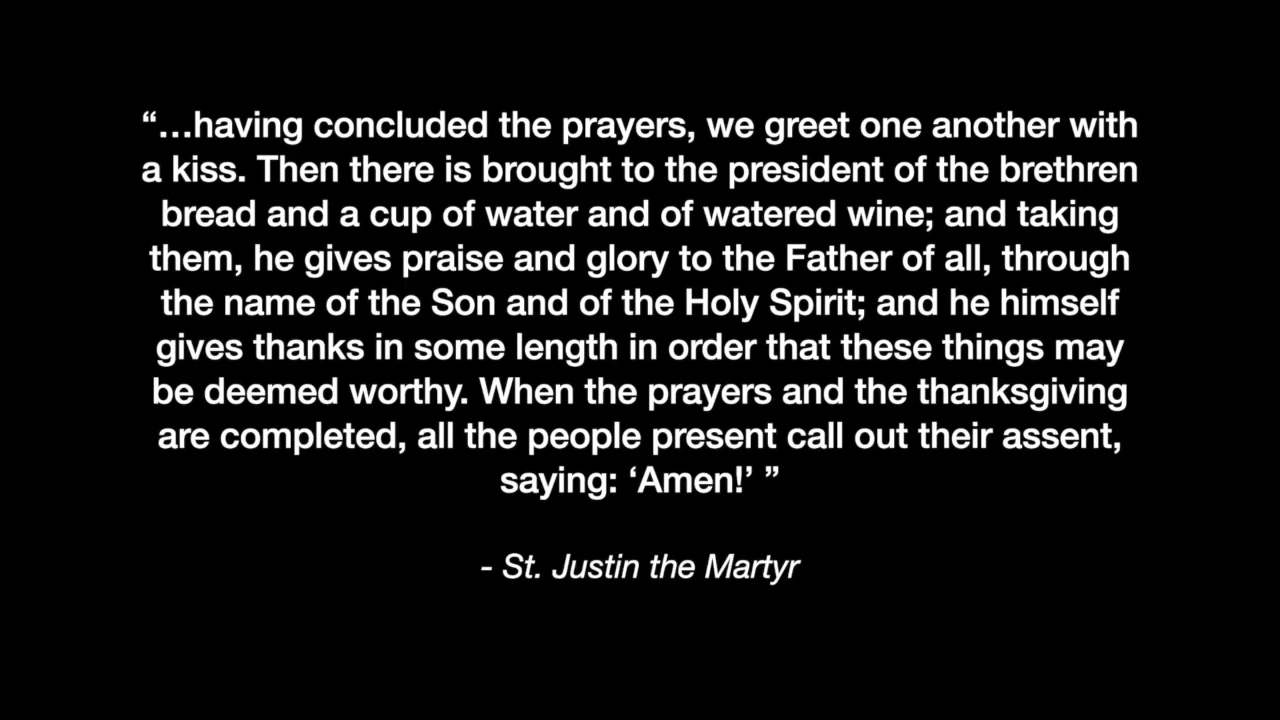 “…having concluded the prayers, we greet one another with
a kiss. Then there is brought to the president of the brethren
bread and a cup of water and of watered wine; and taking
them, he gives praise and glory to the Father of all, through
the name of the Son and of the Holy Spirit; and he himself
gives thanks in some length in order that these things may
be deemed worthy. When the prayers and the thanksgiving
are completed, all the people present call out their assent,
saying: ‘Amen!’ ”
- St. Justin the Martyr